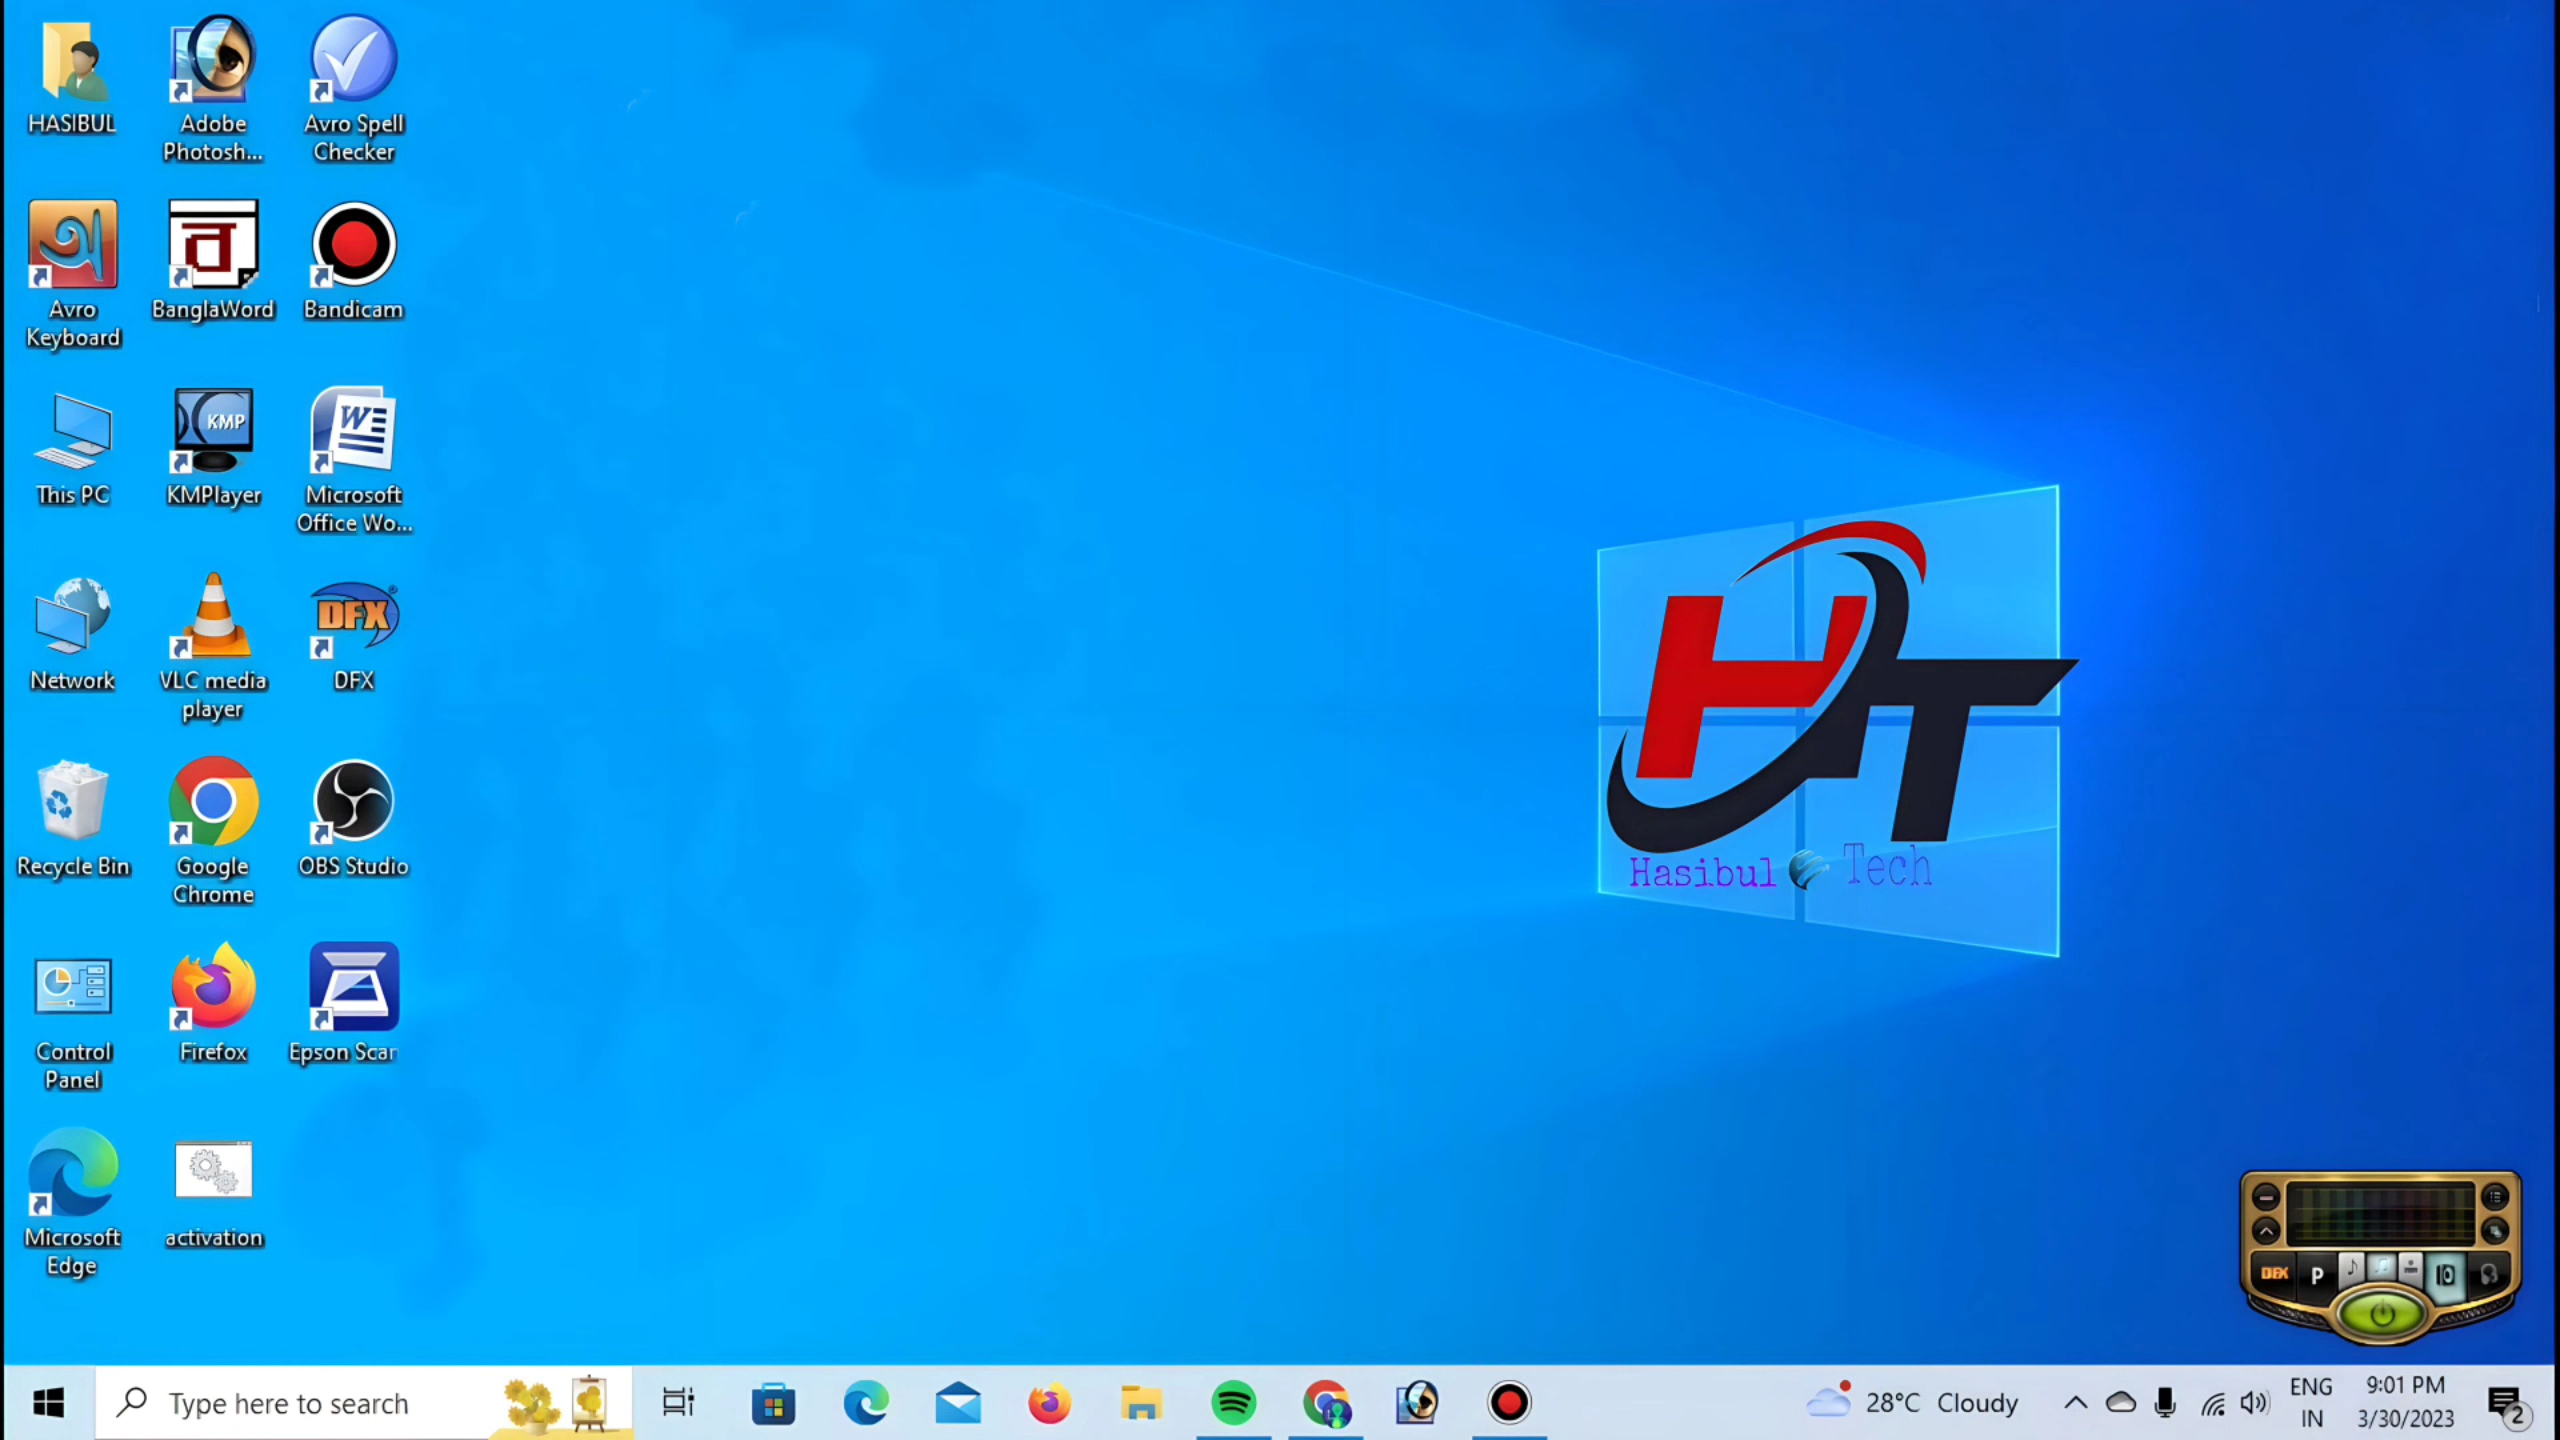 HASIBUL
Adobe
Photosh...
Avro Spell
Checker
Avro
Keyboard
BanglaWord
Bandicam
This PC
KMP
KMPlayer
W
Microsoft
Office Wo...
Network
VLC media
player
DFX
DFX
Recycle Bin
Google
Chrome
OBS Studio
Control
Panel
Firefox
Epson Scan
Microsoft
Edge
activation
HT
Hasibul Tech
DFX P
Type here to search
28°C Cloudy
ENG
IN
9:01 PM
3/30/2023
2
অ
ব